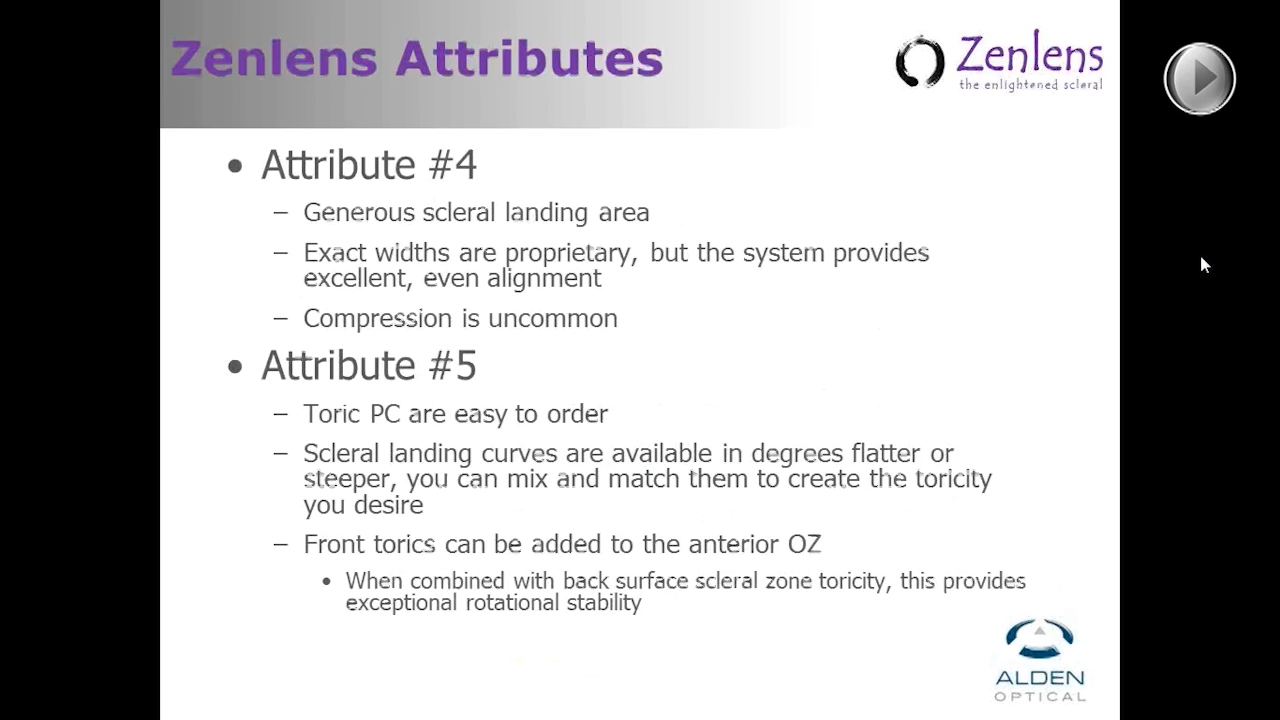 Zenlens Attributes
Zenlens
the enlightened scleral
• Attribute #4
– Generous scleral landing area
– Exact widths are proprietary, but the system provides
excellent, even alignment
– Compression is uncommon
• Attribute #5
– Toric PC are easy to order
– Scleral landing curves are available in degrees flatter or
steeper, you can mix and match them to create the toricity
you desire
– Front torics can be added to the anterior OZ
• When combined with back surface scleral zone toricity, this provides
exceptional rotational stability
ALDEN
OPTICAL